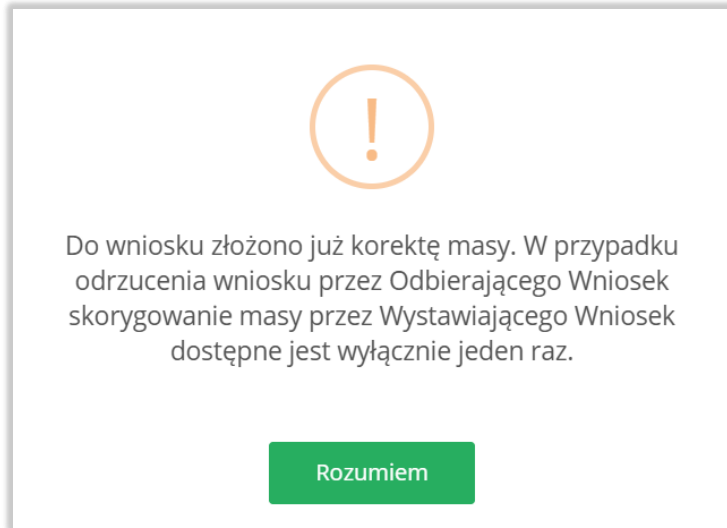 !
Do wniosku złożono już korektę masy. W przypadku
odrzucenia wniosku przez Odbierającego Wniosek
skorygowanie masy przez Wystawiającego Wniosek
dostępne jest wyłącznie jeden raz.
Rozumiem